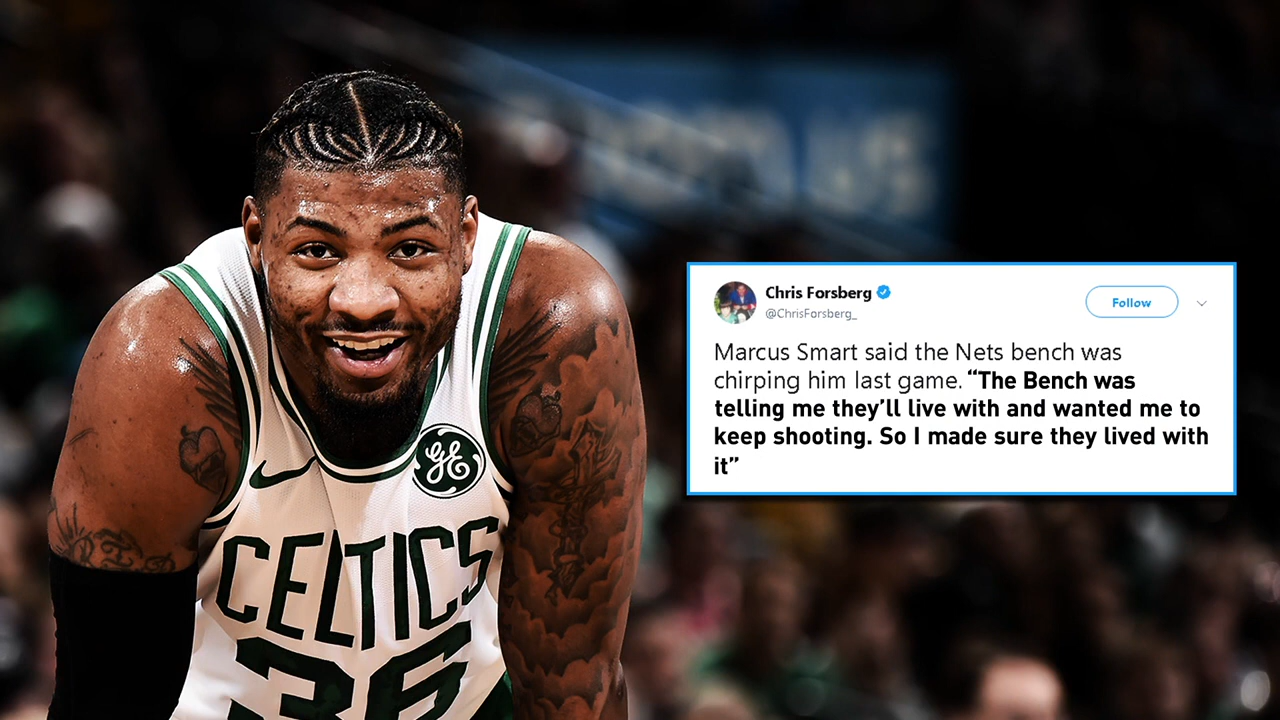 GE
CELTICS
36
Chris Forsberg
@ChrisForsberg_
Follow
Marcus Smart said the Nets bench was
chirping him last game. “The Bench was
telling me they’ll live with and wanted me to
keep shooting. So I made sure they lived with
it”